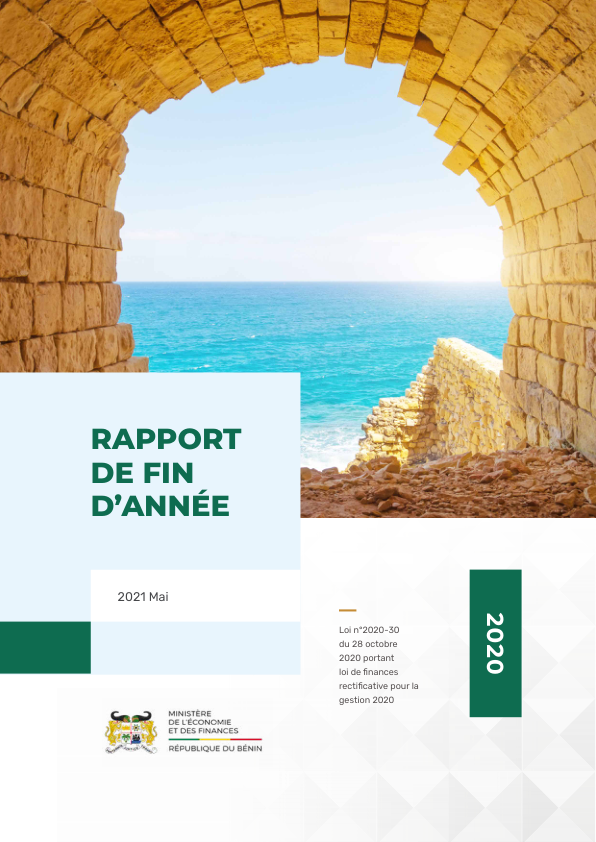 RAPPORT
DE FIN
D'ANNÉE
2021 Mai
Loi n°2020-30
du 28 octobre
2020 portant
loi de finances
rectificative pour la
gestion 2020
2020
MINISTÈRE
DE L'ÉCONOMIE
ET DES FINANCES
RÉPUBLIQUE DU BÉNIN